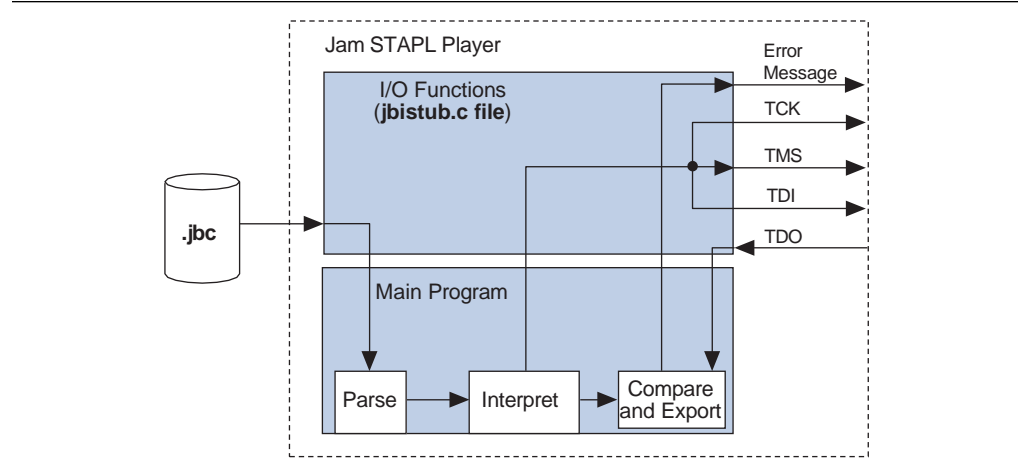 Jam STAPL Player
Error
Message
I/O Functions
(jbistub.c file)
TCK
TMS
TDI
.jbc
TDO
Main Program
Parse
Interpret
Compare
and Export